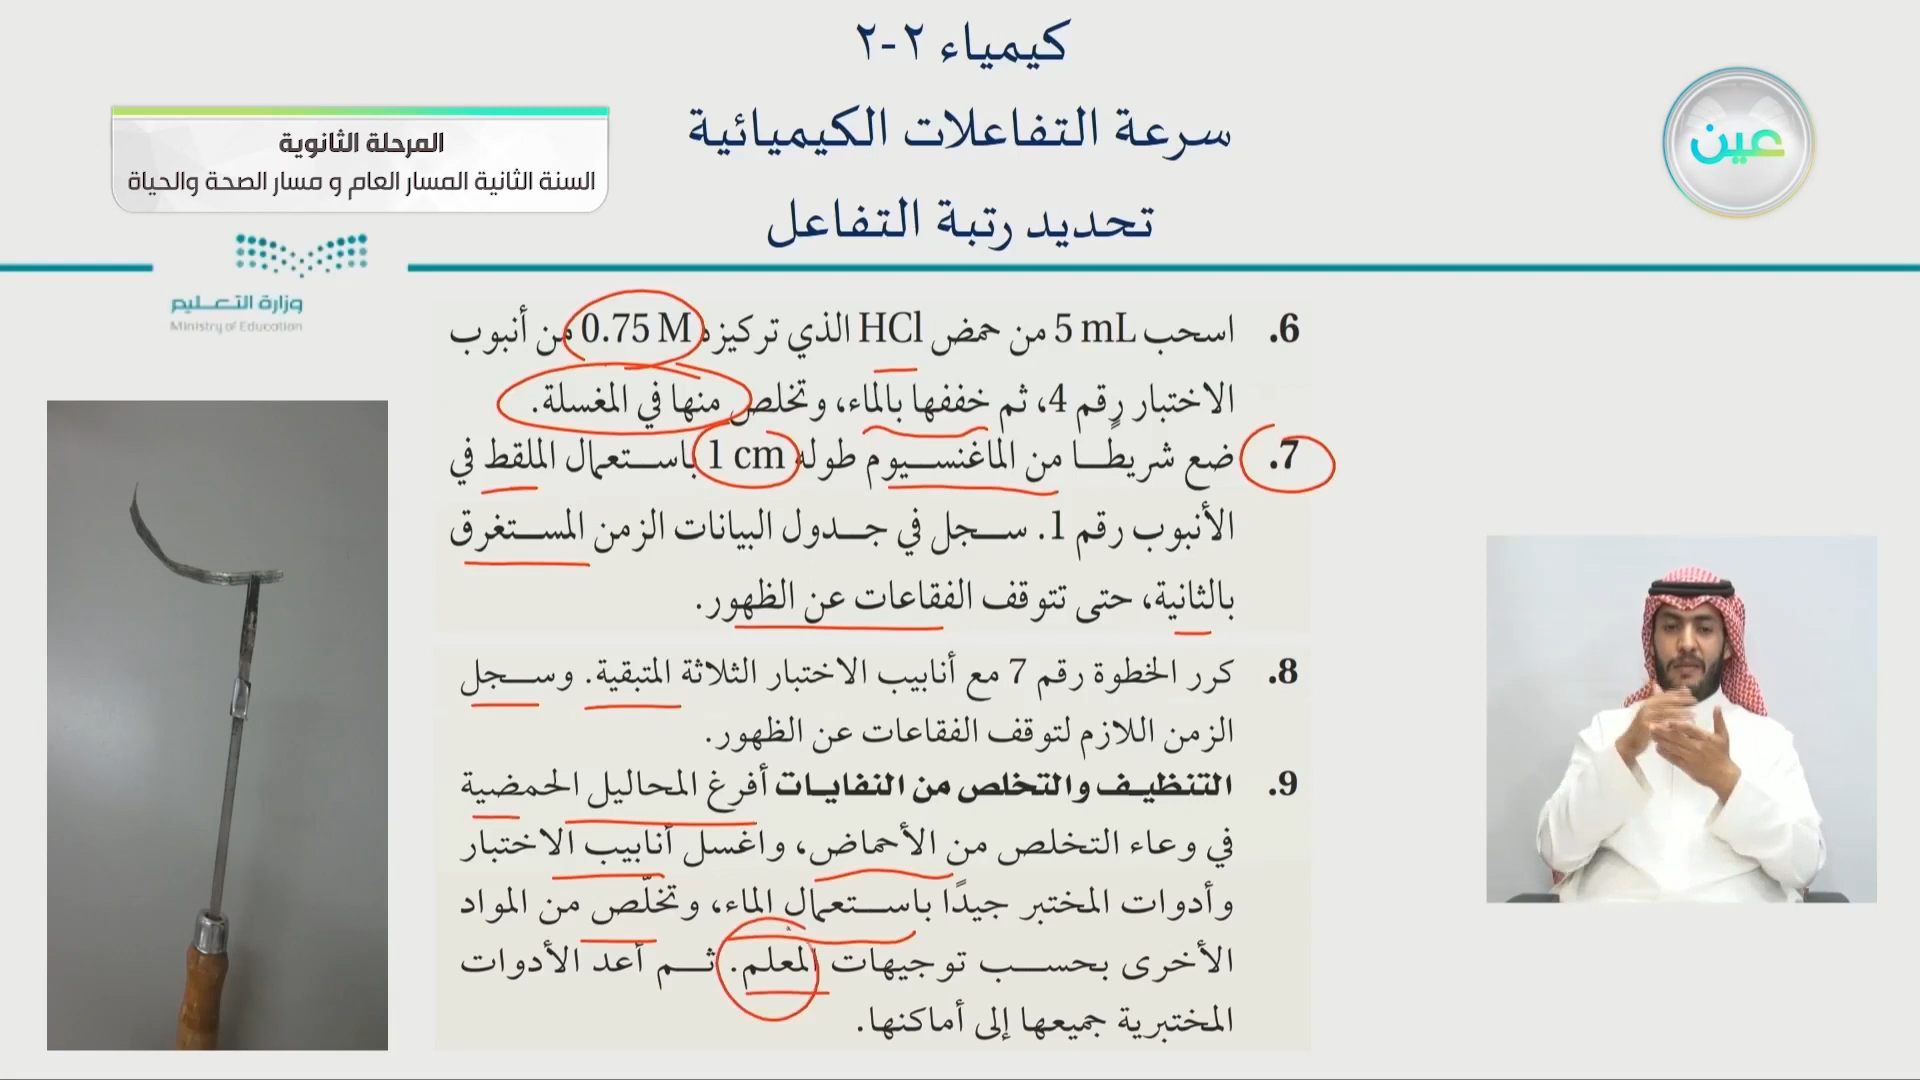 كيمياء ٢-٢
سرعة التفاعلات الكيميائية
تحديد رتبة التفاعل
عين
المرحلة الثانوية
السنة الثانية المسار العام و مسار الصحة والحياة
وزارة التعليم
Ministry of Education
6. اسحب 5 mL من حمض HCl الذي تركيزه 0.75 M من أنبوب
الاختبار رقم 4، ثم خففها بالماء، وتخلص منها في المغسلة.
7. ضع شريطًا من الماغنسيوم طوله 1 cm باستعمال الملقط في
الأنبوب رقم 1. سجل في جدول البيانات الزمن المستغرق
بالثانية، حتى تتوقف الفقاعات عن الظهور.
8. كرر الخطوة رقم 7 مع أنابيب الاختبار الثلاثة المتبقية. وسجل
الزمن اللازم لتوقف الفقاعات عن الظهور.
9. التنظيف والتخلص من النفايات أفرغ المحاليل الحمضية
في وعاء التخلص من الأحماض، واغسل أنابيب الاختبار
وأدوات المختبر جيدًا باستعمال الماء، وتخلّص من المواد
الأخرى بحسب توجيهات المعلم. ثم أعد الأدوات
المختبرية جميعها إلى أماكنها.